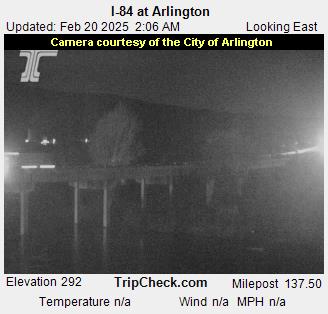 I-84 at Arlington
Updated: Feb 20 2025 2:06 AM Looking East
Camera courtesy of the City of Arlington
Elevation 292 TripCheck.com Milepost 137.50
Temperature n/a Wind n/a MPH n/a